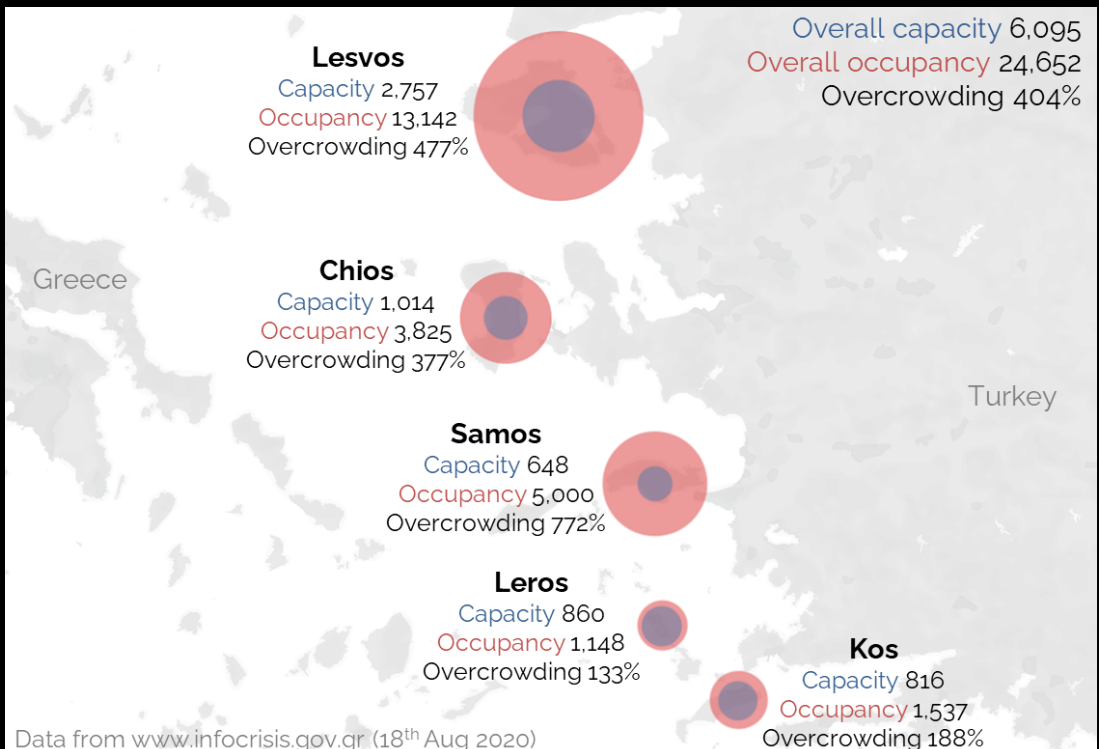 Overall capacity 6,095
Overall occupancy 24,652
Overcrowding 404%
Lesvos
Capacity 2,757
Occupancy 13,142
Overcrowding 477%
Greece
Chios
Capacity 1,014
Occupancy 3,825
Overcrowding 377%
Turkey
Samos
Capacity 648
Occupancy 5,000
Overcrowding 772%
Leros
Capacity 860
Occupancy 1,148
Overcrowding 133%
Kos
Capacity 816
Occupancy 1,537
Overcrowding 188%
Data from www.infocrisis.gov.gr (18th Aug 2020)